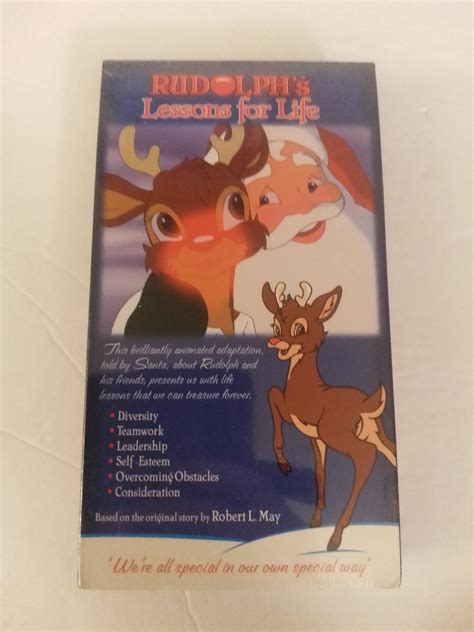 RUDOLPH's
Lessons for Life
This brilliantly animated adaptation,
told by Santa, about Rudolph and
his friends, presents us with life
lessons that we can treasure forever.
• Diversity
• Teamwork
• Leadership
• Self-Esteem
• Overcoming Obstacles
• Consideration
Based on the original story by Robert L. May
"We're all special in our own special way"